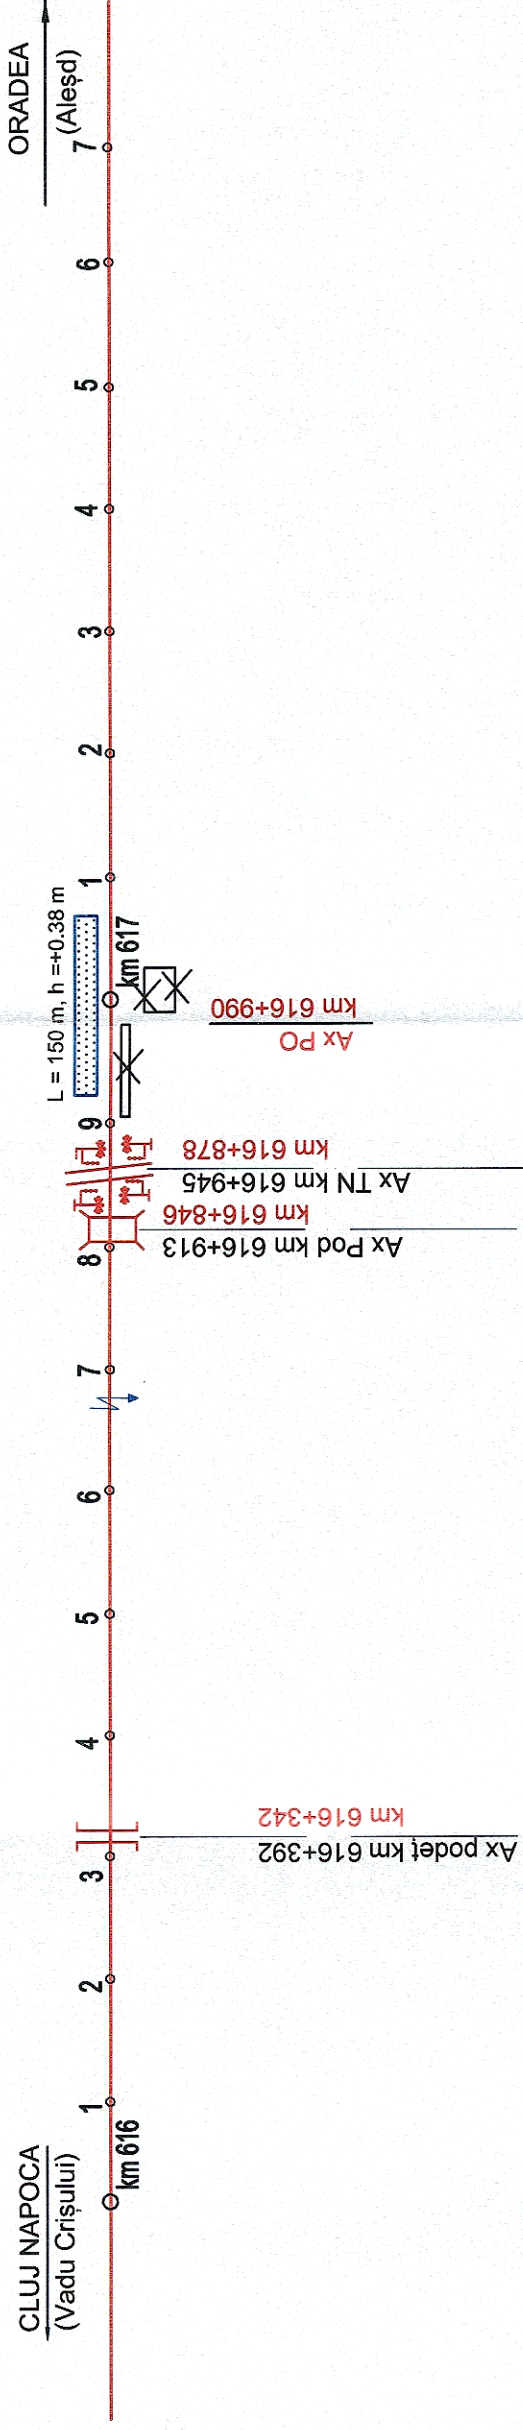 ORADEA
(Aleșd)
7
6
5
4
3
2
1
L = 150 m, h =+0.38 m
km 617
km 616+990
Ax PO
9
km 616+878
Ax TN km 616+945
km 616+846
Ax Pod km 616+913
8
7
6
5
4
km 616+342
Ax podeț km 616+392
3
2
1
km 616
CLUJ NAPOCA
(Vadu Crișului)